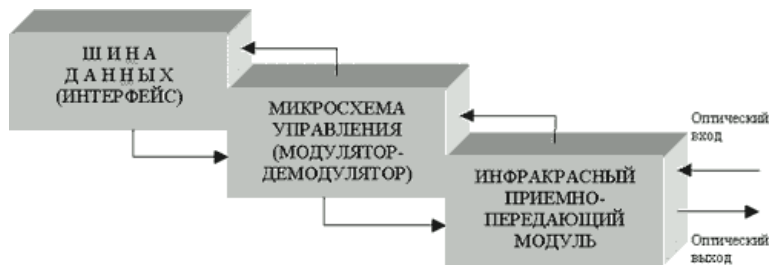 ШИНА
ДАННЫХ
(ИНТЕРФЕЙС)
МИКРОСХЕМА
УПРАВЛЕНИЯ
(МОДУЛЯТОР-
ДЕМОДУЛЯТОР)
ИНФРАКРАСНЫЙ
ПРИЕМНО-
ПЕРЕДАЮЩИЙ
МОДУЛЬ
Оптический
вход
Оптический
выход